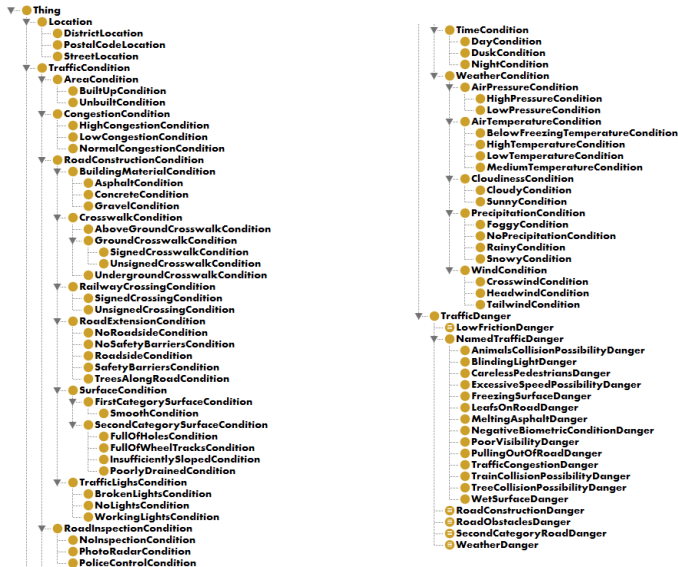 Thing
Location
DistrictLocation
PostalCodeLocation
StreetLocation
TrafficCondition
AreaCondition
BuiltUpCondition
UnbuiltCondition
CongestionCondition
HighCongestionCondition
LowCongestionCondition
NormalCongestionCondition
RoadConstructionCondition
BuildingMaterialCondition
AsphaltCondition
ConcreteCondition
GravelCondition
CrosswalkCondition
AboveGroundCrosswalkCondition
GroundCrosswalkCondition
SignedCrosswalkCondition
UnsignedCrosswalkCondition
UndergroundCrosswalkCondition
RailwayCrossingCondition
SignedCrossingCondition
UnsignedCrossingCondition
RoadExtensionCondition
NoRoadsideCondition
NoSafetyBarriersCondition
RoadsideCondition
SafetyBarriersCondition
TreesAlongRoadCondition
SurfaceCondition
FirstCategorySurfaceCondition
SmoothCondition
SecondCategorySurfaceCondition
FullOfHolesCondition
FullOfWheelTracksCondition
InsufficientlySlopedCondition
PoorlyDrainedCondition
TrafficLighsCondition
BrokenLightsCondition
NoLightsCondition
WorkingLightsCondition
RoadInspectionCondition
NoInspectionCondition
PhotoRadarCondition
PoliceControlCondition
TimeCondition
DayCondition
DuskCondition
NightCondition
WeatherCondition
AirPressureCondition
HighPressureCondition
LowPressureCondition
AirTemperatureCondition
BelowFreezingTemperatureCondition
HighTemperatureCondition
LowTemperatureCondition
MediumTemperatureCondition
CloudinessCondition
CloudyCondition
SunnyCondition
PrecipitationCondition
FoggyCondition
NoPrecipitationCondition
RainyCondition
SnowyCondition
WindCondition
CrosswindCondition
HeadwindCondition
TailwindCondition
TrafficDanger
LowFrictionDanger
NamedTrafficDanger
AnimalsCollisionPossibilityDanger
BlindingLightDanger
CarelessPedestriansDanger
ExcessiveSpeedPossibilityDanger
FreezingSurfaceDanger
LeafsOnRoadDanger
MeltingAsphaltDanger
NegativeBiometricConditionDanger
PoorVisibilityDanger
PullingOutOfRoadDanger
TrafficCongestionDanger
TrainCollisionPossibilityDanger
TreeCollisionPossibilityDanger
WetSurfaceDanger
RoadConstructionDanger
RoadObstaclesDanger
SecondCategoryRoadDanger
WeatherDanger